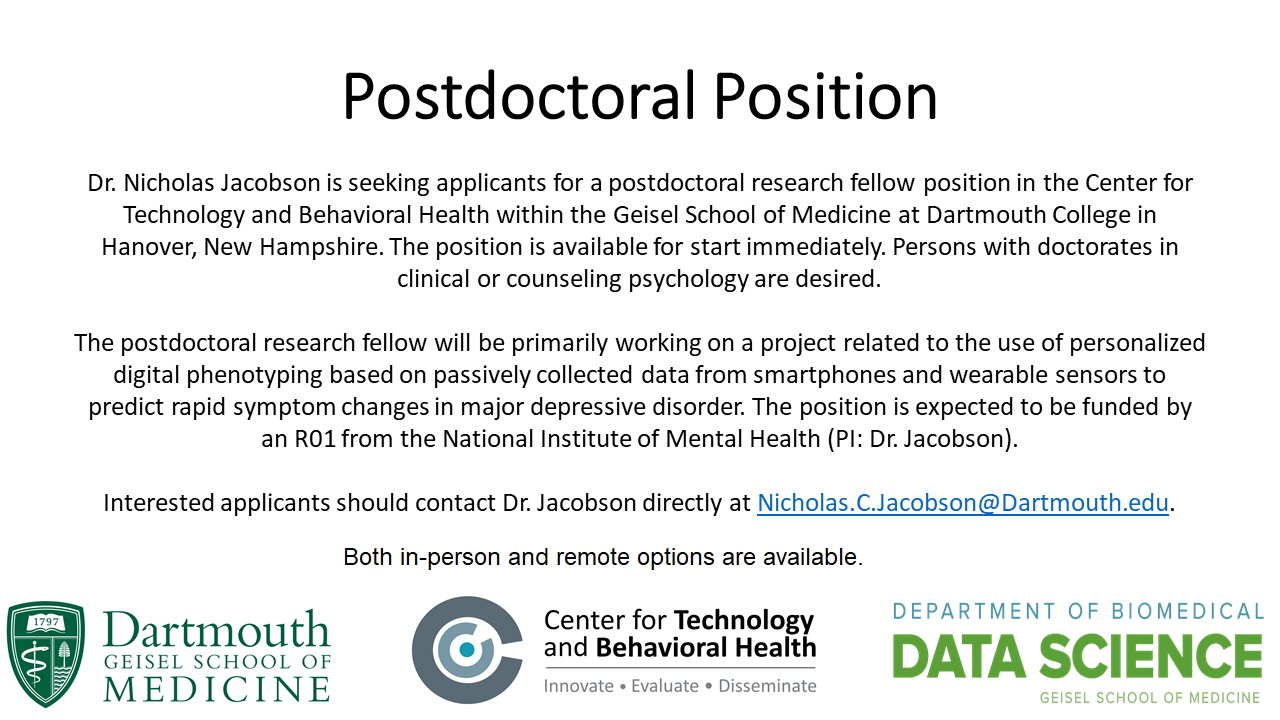 Postdoctoral Position
Dr. Nicholas Jacobson is seeking applicants for a postdoctoral research fellow position in the Center for
Technology and Behavioral Health within the Geisel School of Medicine at Dartmouth College in
Hanover, New Hampshire. The position is available for start immediately. Persons with doctorates in
clinical or counseling psychology are desired.
The postdoctoral research fellow will be primarily working on a project related to the use of personalized
digital phenotyping based on passively collected data from smartphones and wearable sensors to
predict rapid symptom changes in major depressive disorder. The position is expected to be funded by
an R01 from the National Institute of Mental Health (PI: Dr. Jacobson).
Interested applicants should contact Dr. Jacobson directly at Nicholas.C.Jacobson@Dartmouth.edu.
Both in-person and remote options are available.
1797
Dartmouth
GEISEL SCHOOL OF
MEDICINE
Center for Technology
and Behavioral Health
Innovate • Evaluate • Disseminate
DEPARTMENT OF BIOMEDICAL
DATA SCIENCE
GEISEL SCHOOL OF MEDICINE